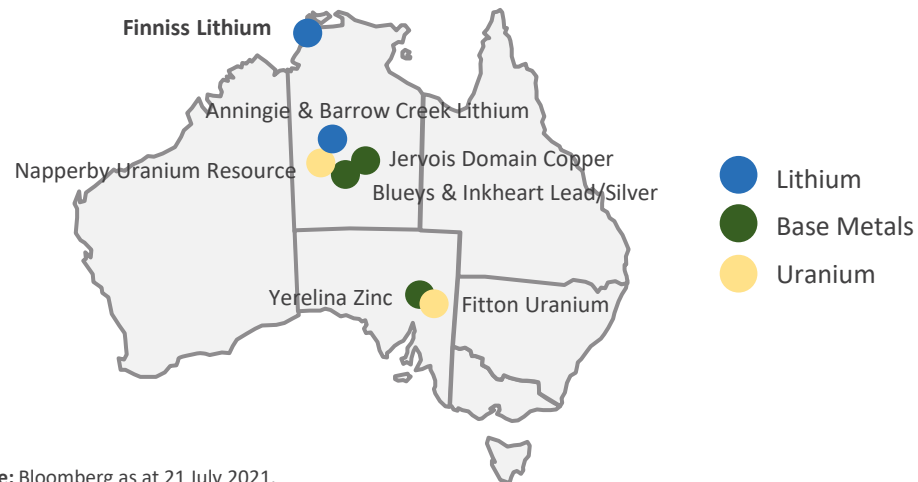 Finniss Lithium
Anningie & Barrow Creek Lithium
Napperby Uranium Resource
Jervois Domain Copper
Blueys & Inkheart Lead/Silver
Lithium
Base Metals
Uranium
Yerelina Zinc
Fitton Uranium
e: Bloomberg as at 21 July 2021.